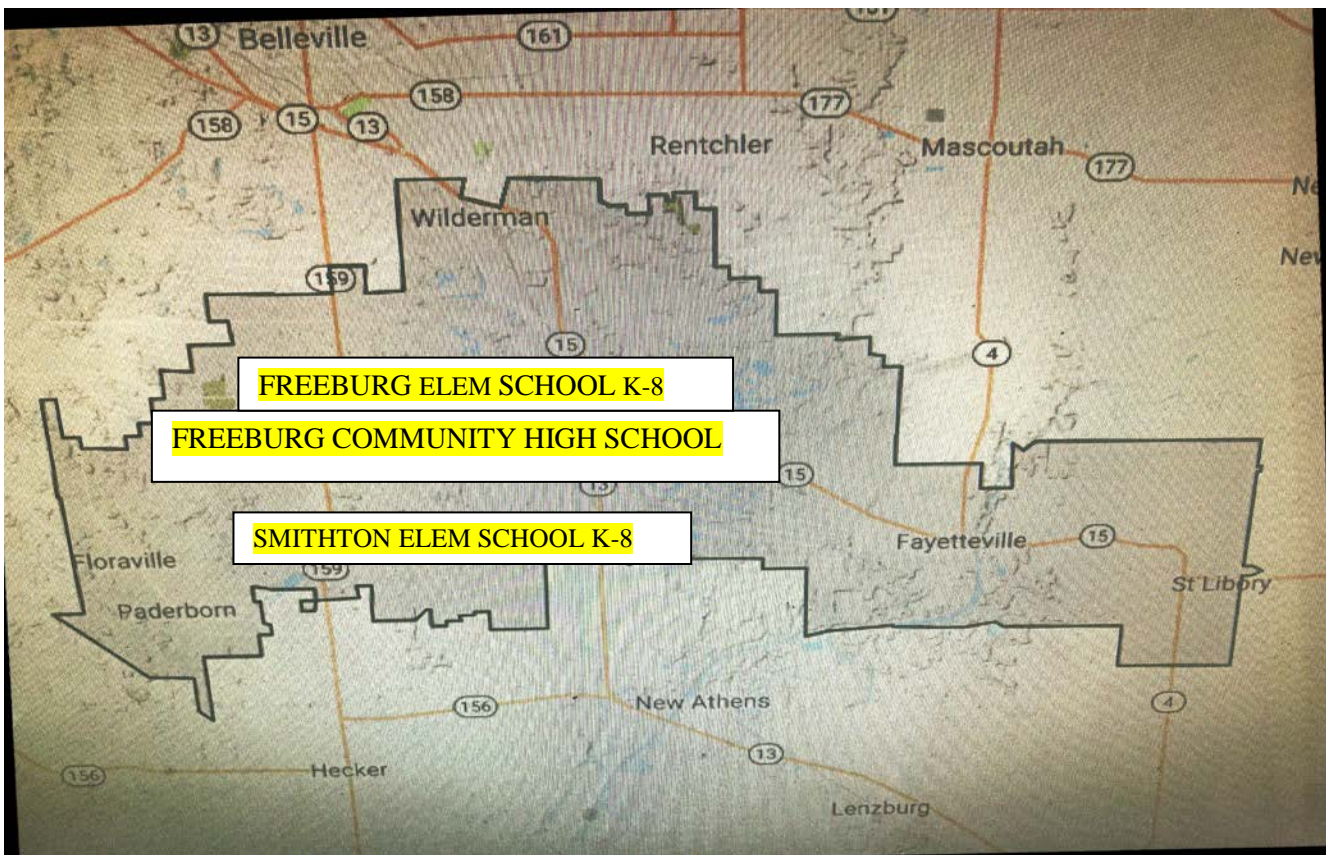 161
13
Belleville
161
158
158
15
13
177
Rentchler
Mascoutah
177
Ne
Wilderman
New
159
15
4
FREEBURG ELEM SCHOOL K-8
FREEBURG COMMUNITY HIGH SCHOOL
15
13
SMITHTON ELEM SCHOOL K-8
Fayetteville
15
Floraville
159
St Libory
Paderborn
156
New Athens
4
13
156
Hecker
Lenzburg